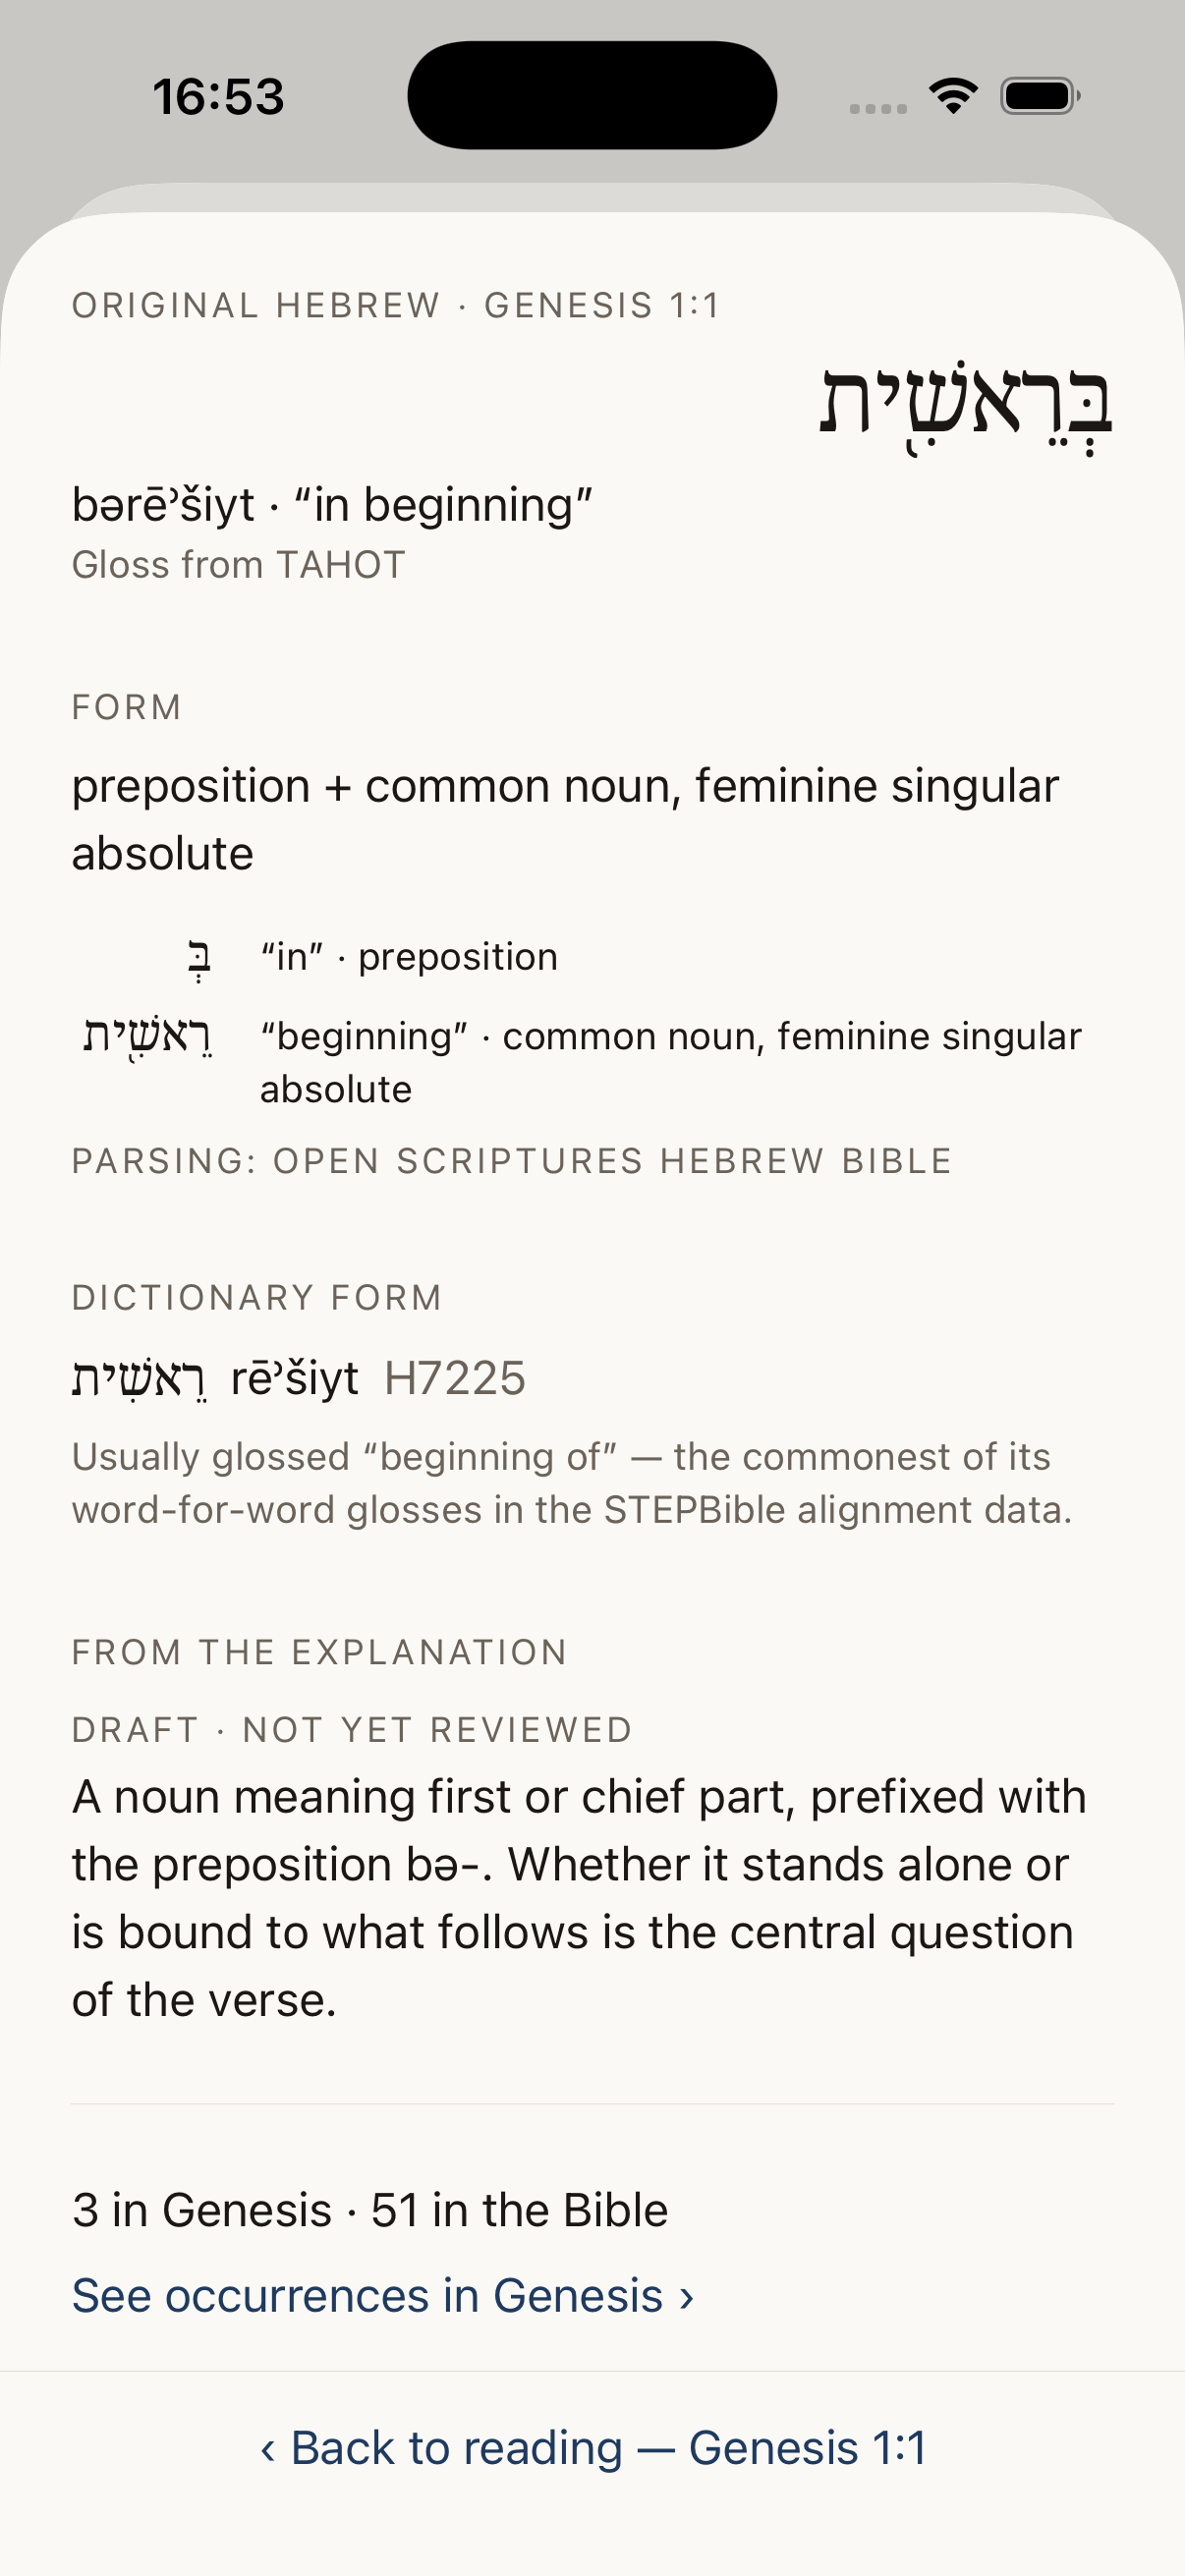 16:53
ORIGINAL HEBREW · GENESIS 1:1
בְּרֵאשִׁ֖ית
bərēʾšiyt · “in beginning”
Gloss from TAHOT
FORM
preposition + common noun, feminine singular
absolute
בְּ “in” · preposition
רֵאשִׁ֖ית “beginning” · common noun, feminine singular
absolute
PARSING: OPEN SCRIPTURES HEBREW BIBLE
DICTIONARY FORM
רֵאשִׁית rēʾšiyt H7225
Usually glossed “beginning of” — the commonest of its
word-for-word glosses in the STEPBible alignment data.
FROM THE EXPLANATION
DRAFT · NOT YET REVIEWED
A noun meaning first or chief part, prefixed with
the preposition bə-. Whether it stands alone or
is bound to what follows is the central question
of the verse.
3 in Genesis · 51 in the Bible
See occurrences in Genesis ›
‹ Back to reading — Genesis 1:1